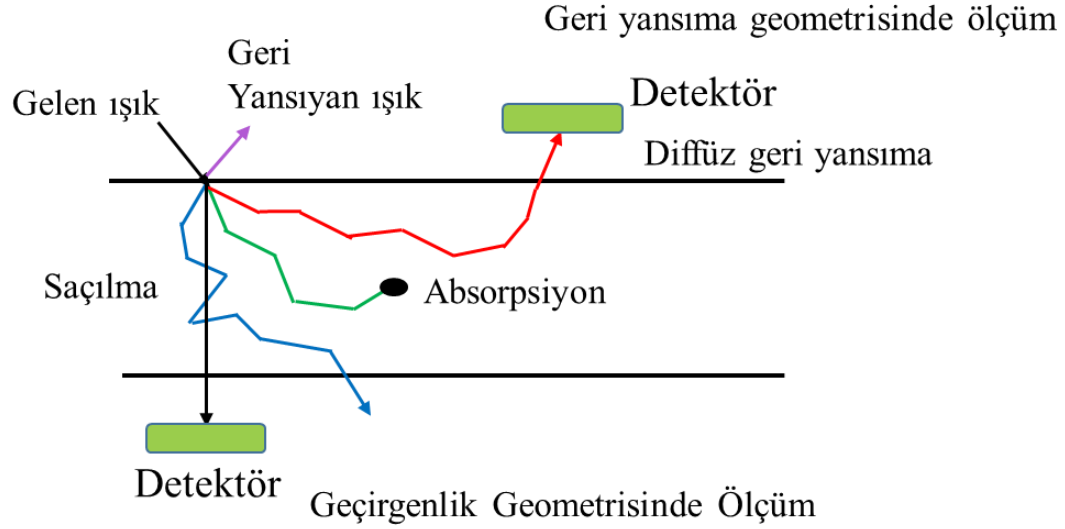 Geri yansıma geometrisinde ölçüm
Geri
Yansıyan ışık
Gelen ışık
Detektör
Diffüz geri yansıma
Saçılma
Absorpsiyon
Detektör
Geçirgenlik Geometrisinde Ölçüm